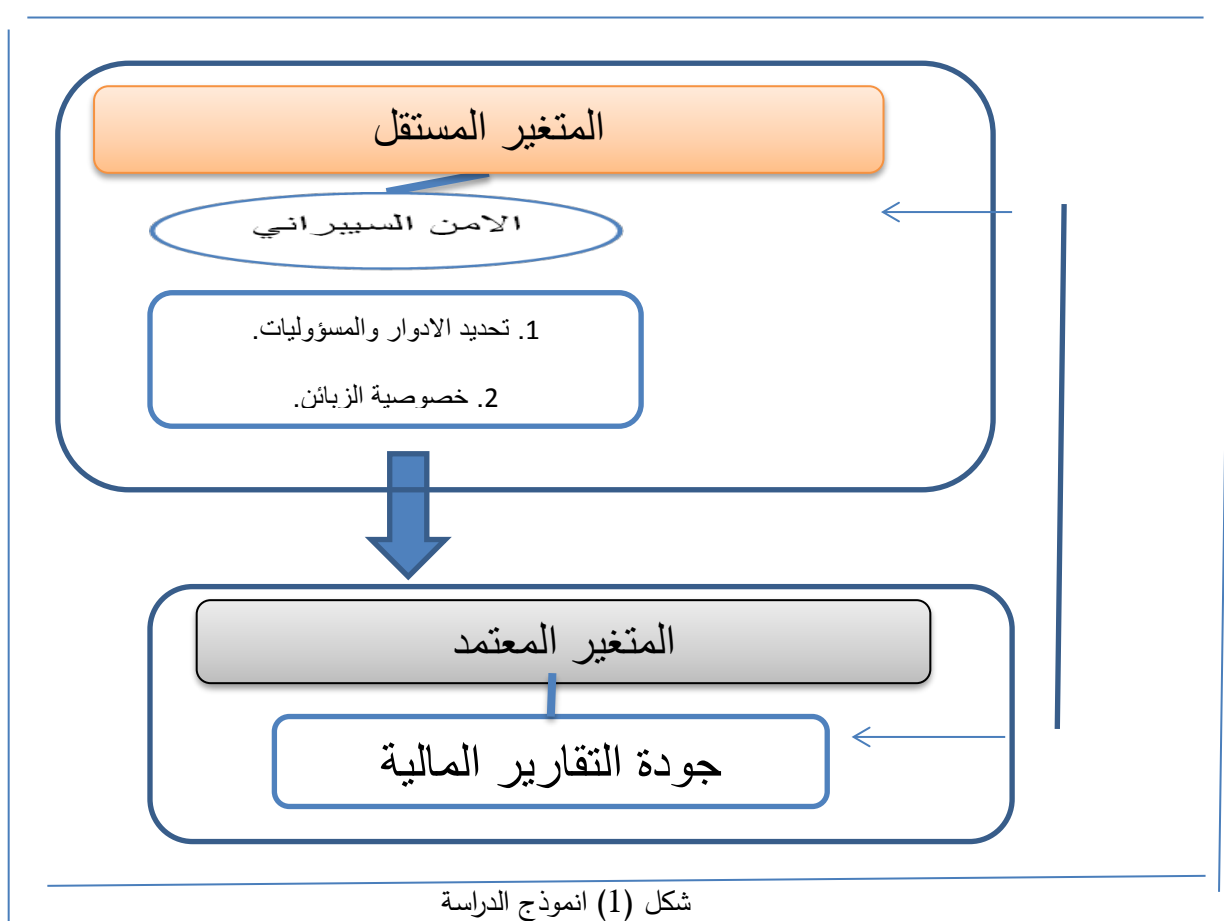 المتغير المستقل
الامن السيبراني
1. تحديد الادوار والمسؤوليات.
2. خصوصية الزبائن.
المتغير المعتمد
جودة التقارير المالية
شكل (1) انموذج الدراسة